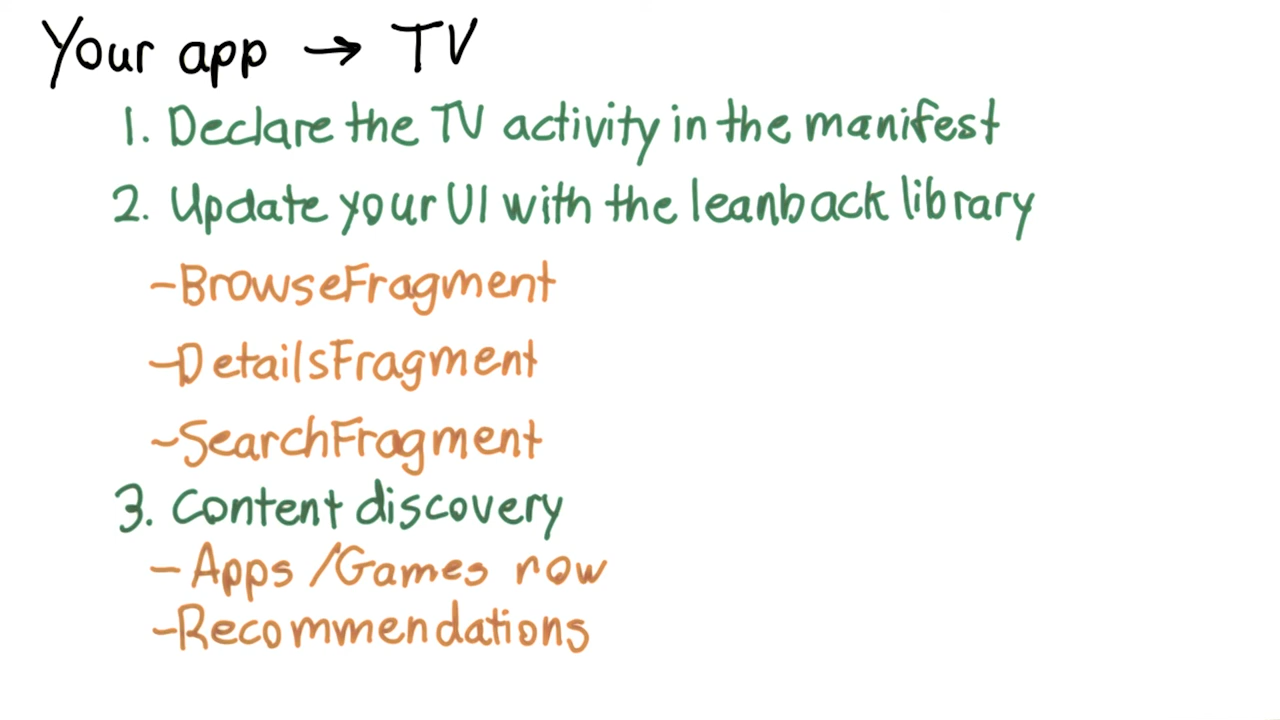 Your app → TV
1. Declare the TV activity in the manifest
2. Update your UI with the leanback library
-BrowseFragment
-DetailsFragment
-SearchFragment
3. Content discovery
- Apps /Games row
-Recommendations